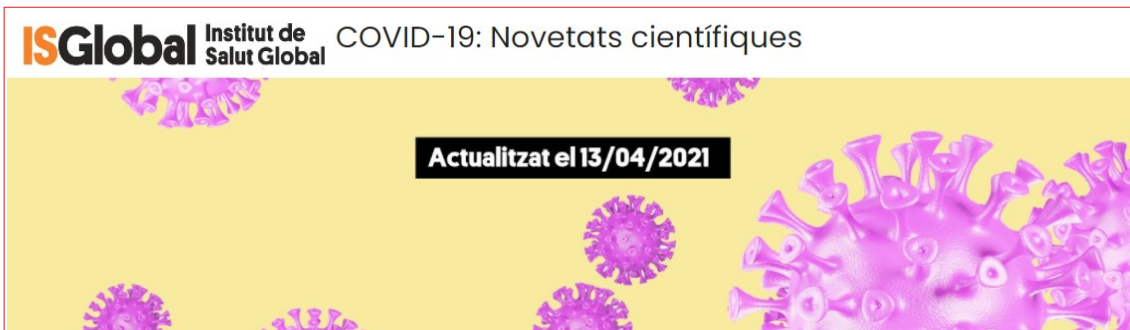 ISGlobal Institut de
Salut Global
COVID-19: Novetats científiques
Actualitzat el 13/04/2021